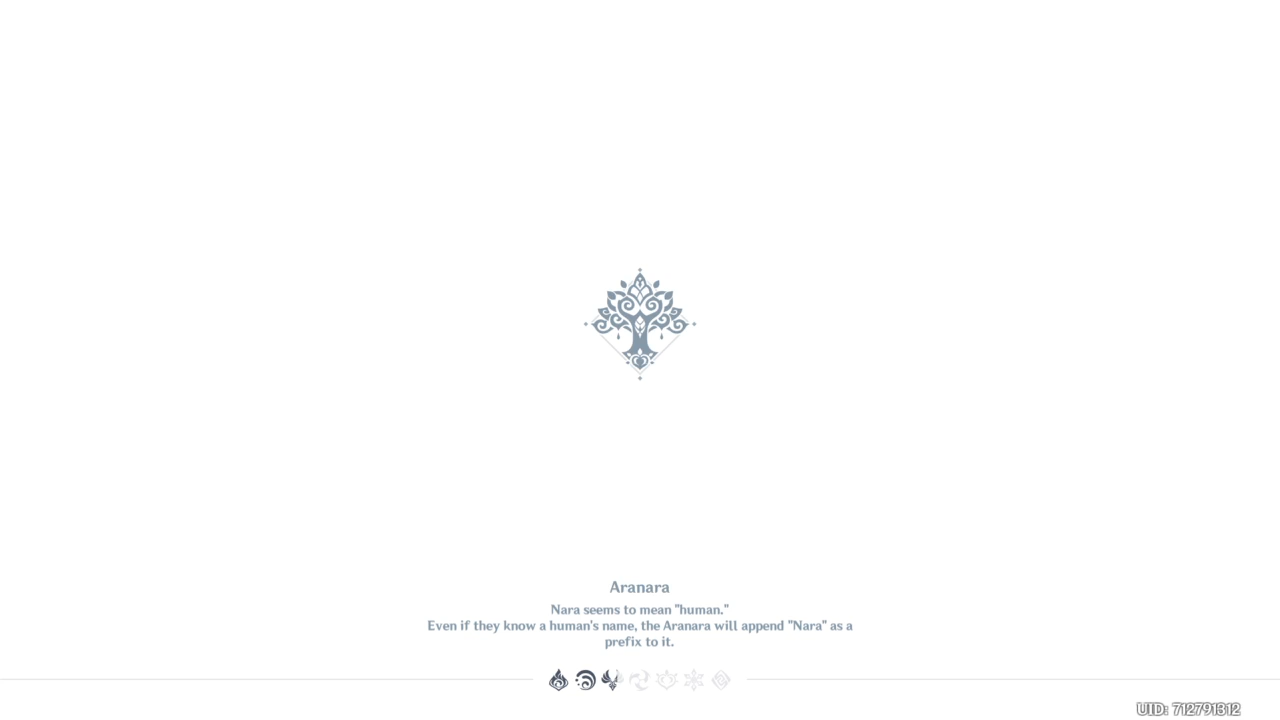 Aranara
Nara seems to mean "human."
Even if they know a human's name, the Aranara will append "Nara" as a
prefix to it.
UID: 712791312